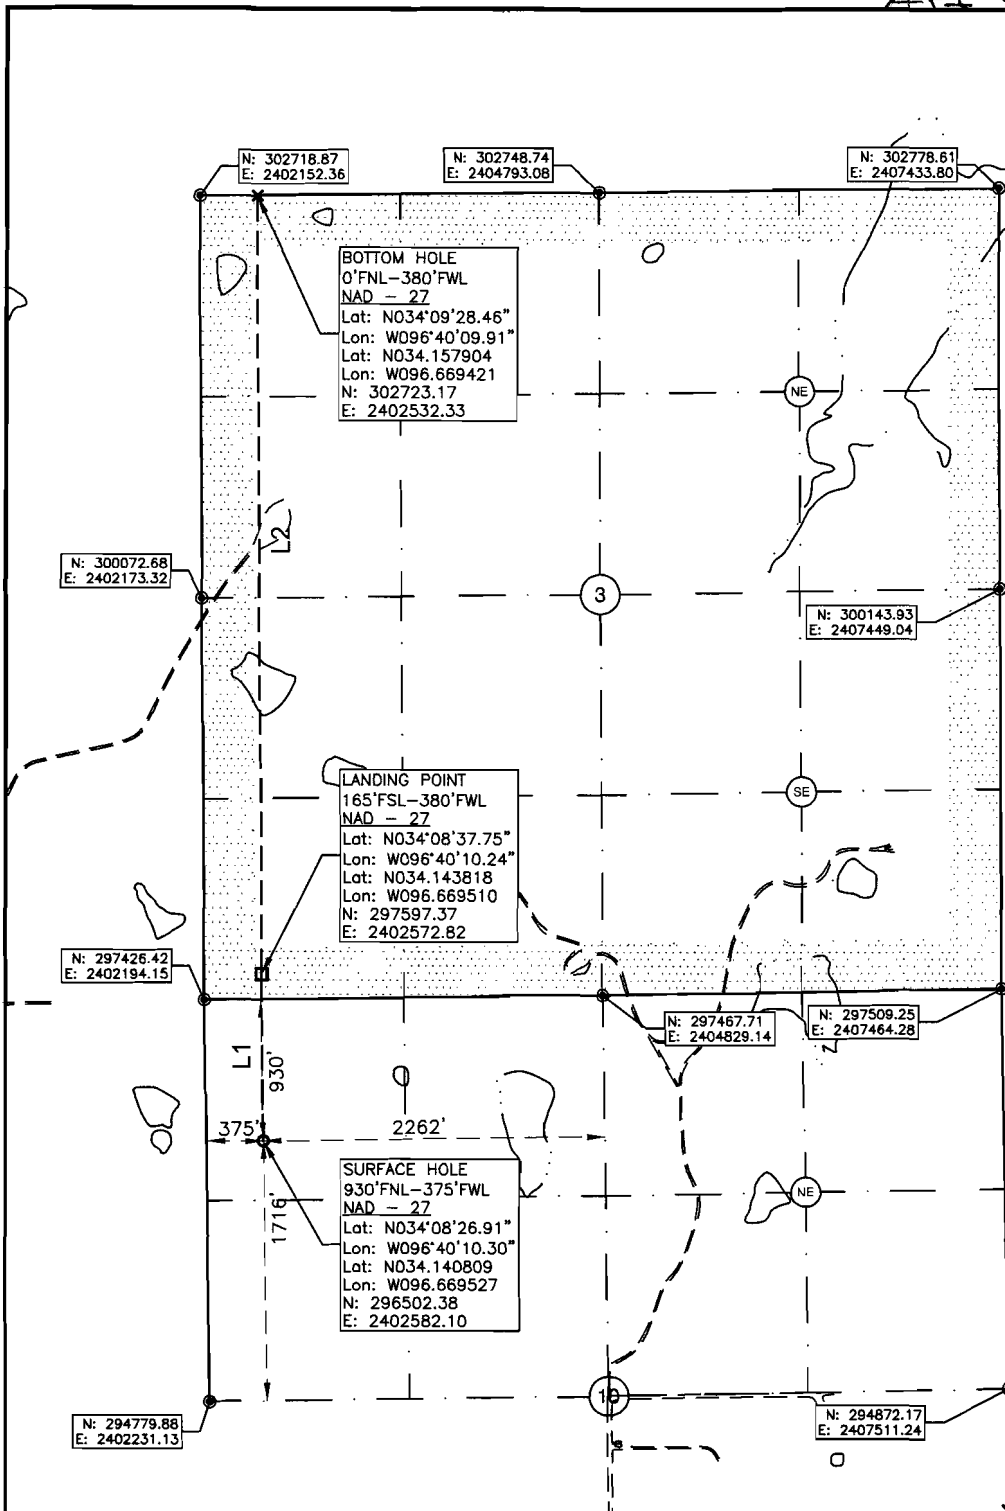 N: 302718.87
E: 2402152.36
N: 302748.74
E: 2404793.08
N: 302778.61
E: 2407433.80
BOTTOM HOLE
0'FNL-380'FWL
NAD - 27
Lat: N034°09'28.46"
Lon: W096°40'09.91"
Lat: N034.157904
Lon: W096.669421
N: 302723.17
E: 2402532.33
NE
L2
N: 300072.68
E: 2402173.32
3
N: 300143.93
E: 2407449.04
LANDING POINT
165'FSL-380'FWL
NAD - 27
Lat: N034°08'37.75"
Lon: W096°40'10.24"
Lat: N034.143818
Lon: W096.669510
N: 297597.37
E: 2402572.82
SE
N: 297426.42
E: 2402194.15
N: 297467.71
E: 2404829.14
N: 297509.25
E: 2407464.28
L1
930'
375'
2262'
1716'
SURFACE HOLE
930'FNL-375'FWL
NAD - 27
Lat: N034°08'26.91"
Lon: W096°40'10.30"
Lat: N034.140809
Lon: W096.669527
N: 296502.38
E: 2402582.10
NE
10
N: 294779.88
E: 2402231.13
N: 294872.17
E: 2407511.24